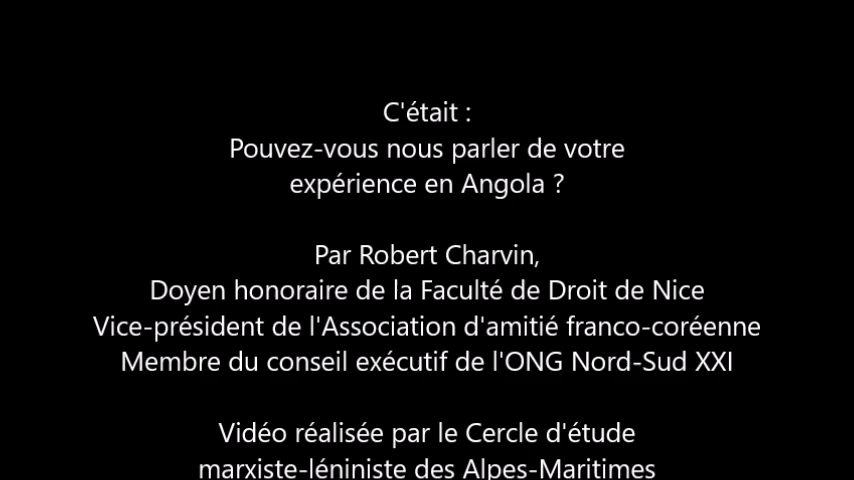 C'était :
Pouvez-vous nous parler de votre
expérience en Angola ?
Par Robert Charvin,
Doyen honoraire de la Faculté de Droit de Nice
Vice-président de l'Association d'amitié franco-coréenne
Membre du conseil exécutif de l'ONG Nord-Sud XXI
Vidéo réalisée par le Cercle d'étude
marxiste-léniniste des Alpes-Maritimes